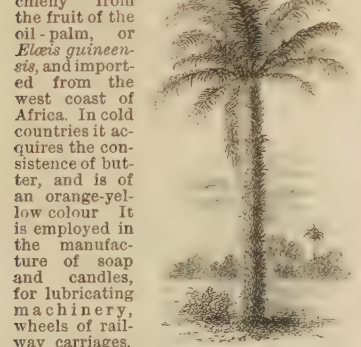 chiefly from
the fruit of the
oil-palm, or
Elœis guineen-
sis, and import-
ed from the
west coast of
Africa. In cold
countries it ac-
quires the con-
sistence of but-
ter, and is of
an orange-yel-
low colour It
is employed in
the manufac-
ture of soap
and candles,
for lubricating
machinery,
wheels of rail-
way carriages,